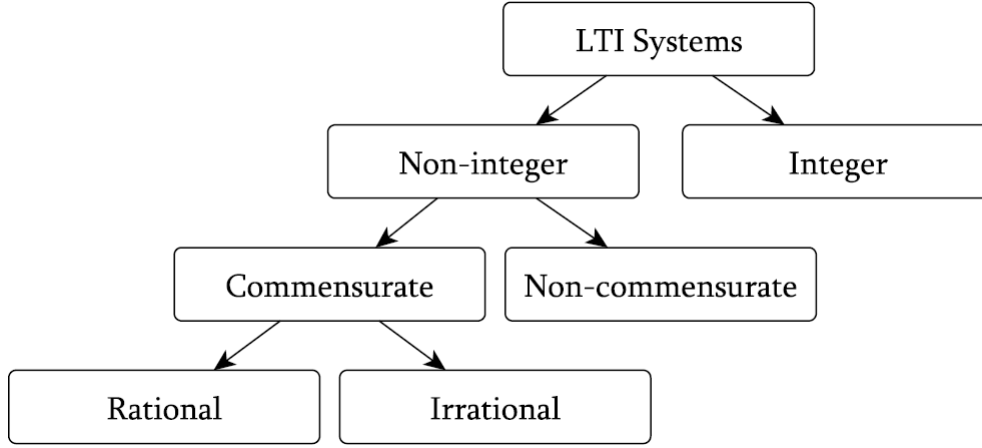 LTI Systems
Non-integer
Integer
Commensurate
Non-commensurate
Rational
Irrational